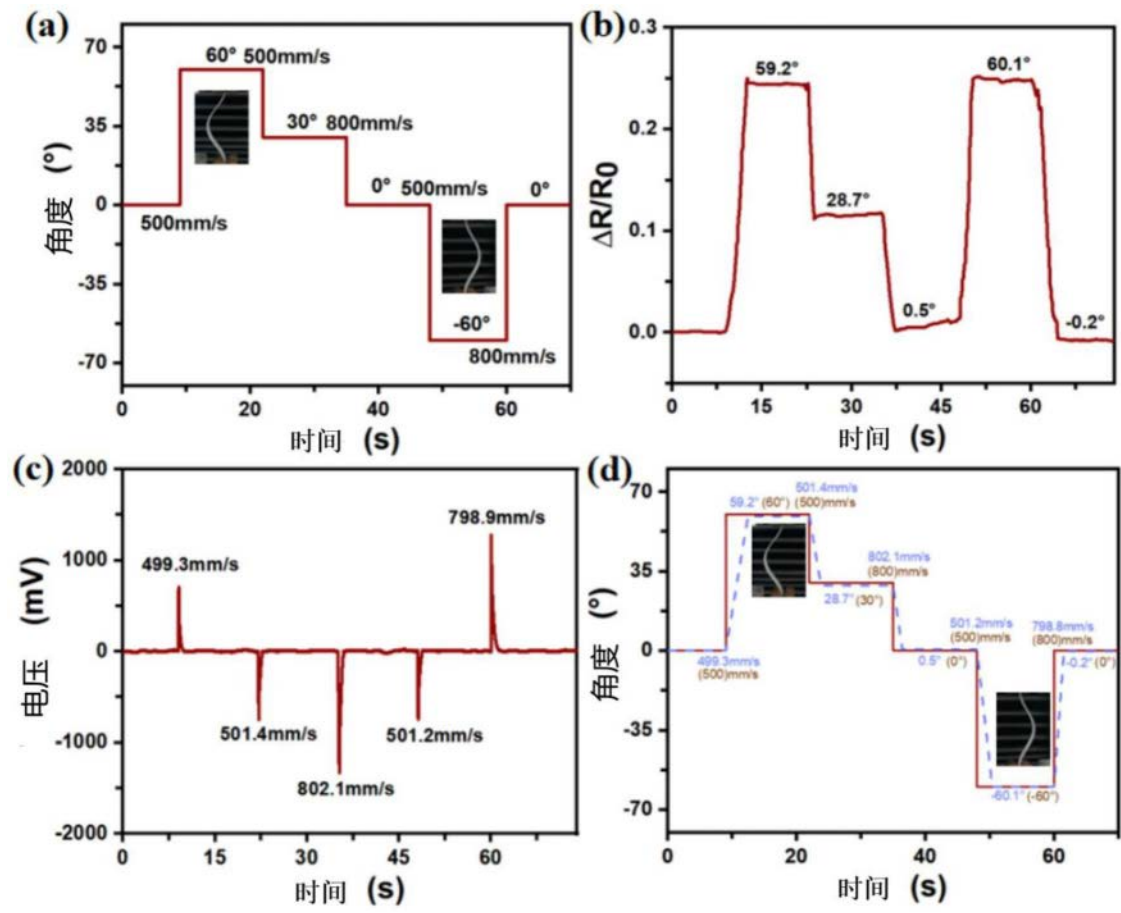 (a)
70
35
0
-35
-70
角度 (°)
60° 500mm/s
30° 800mm/s
0° 500mm/s
0°
500mm/s
-60°
800mm/s
0
20
40
60
时间 (s)
(b)
0.3
0.2
0.1
0.0
ΔR/R0
59.2°
60.1°
28.7°
0.5°
-0.2°
0
15
30
45
60
时间 (s)
(c)
2000
1000
0
-1000
-2000
电压 (mV)
798.9mm/s
499.3mm/s
501.4mm/s
501.2mm/s
802.1mm/s
0
15
30
45
60
时间 (s)
(d)
70
35
0
-35
-70
角度 (°)
501.4mm/s
59.2° (60°) (500)mm/s
802.1mm/s
(800)mm/s
28.7° (30°)
501.2mm/s
(500)mm/s
798.8mm/s
(800)mm/s
499.3mm/s
(500)mm/s
0.5° (0°)
-0.2° (0°)
-60.1° (-60°)
0
20
40
60
时间 (s)